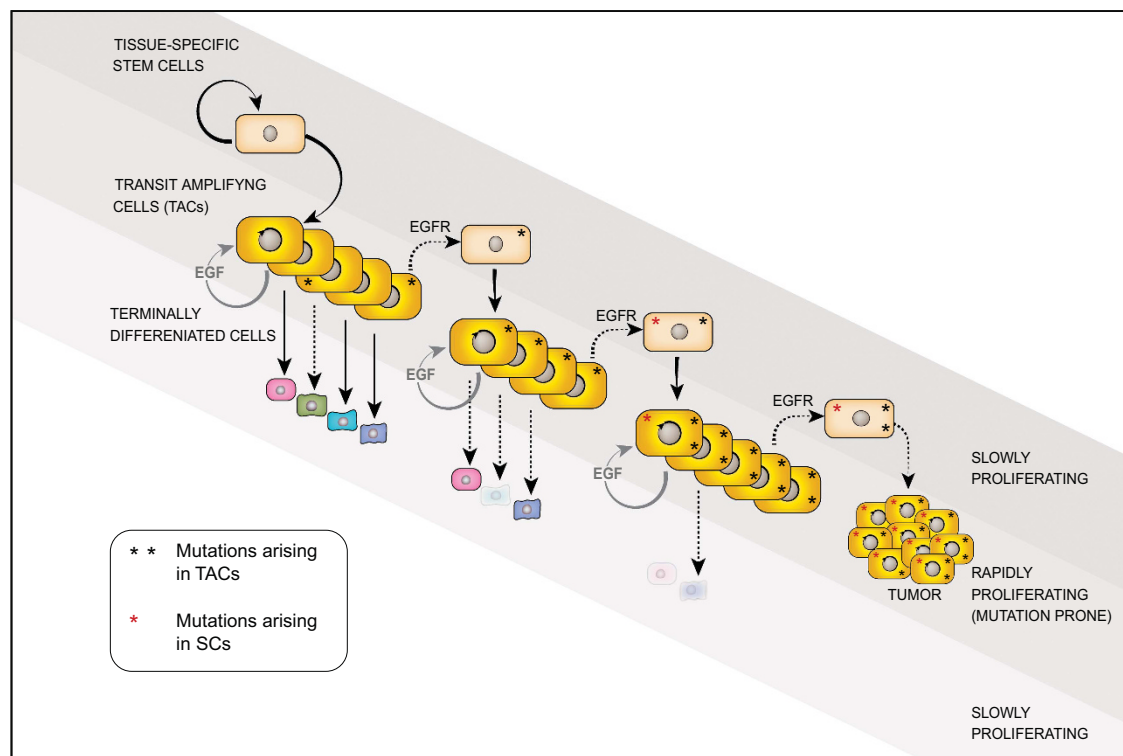 TISSUE-SPECIFIC
STEM CELLS
TRANSIT AMPLIFYNG
CELLS (TACs)
EGFR
*
EGF
*
*
TERMINALLY
DIFFERENIATED CELLS
EGFR
*
*
*
*
*
*
EGF
EGFR
*
*
*
*
*
*
*
*
*
*
*
*
*
*
EGF
SLOWLY
PROLIFERATING
RAPIDLY
PROLIFERATING
(MUTATION PRONE)
TUMOR
* * Mutations arising
in TACs
* Mutations arising
in SCs
SLOWLY
PROLIFERATING